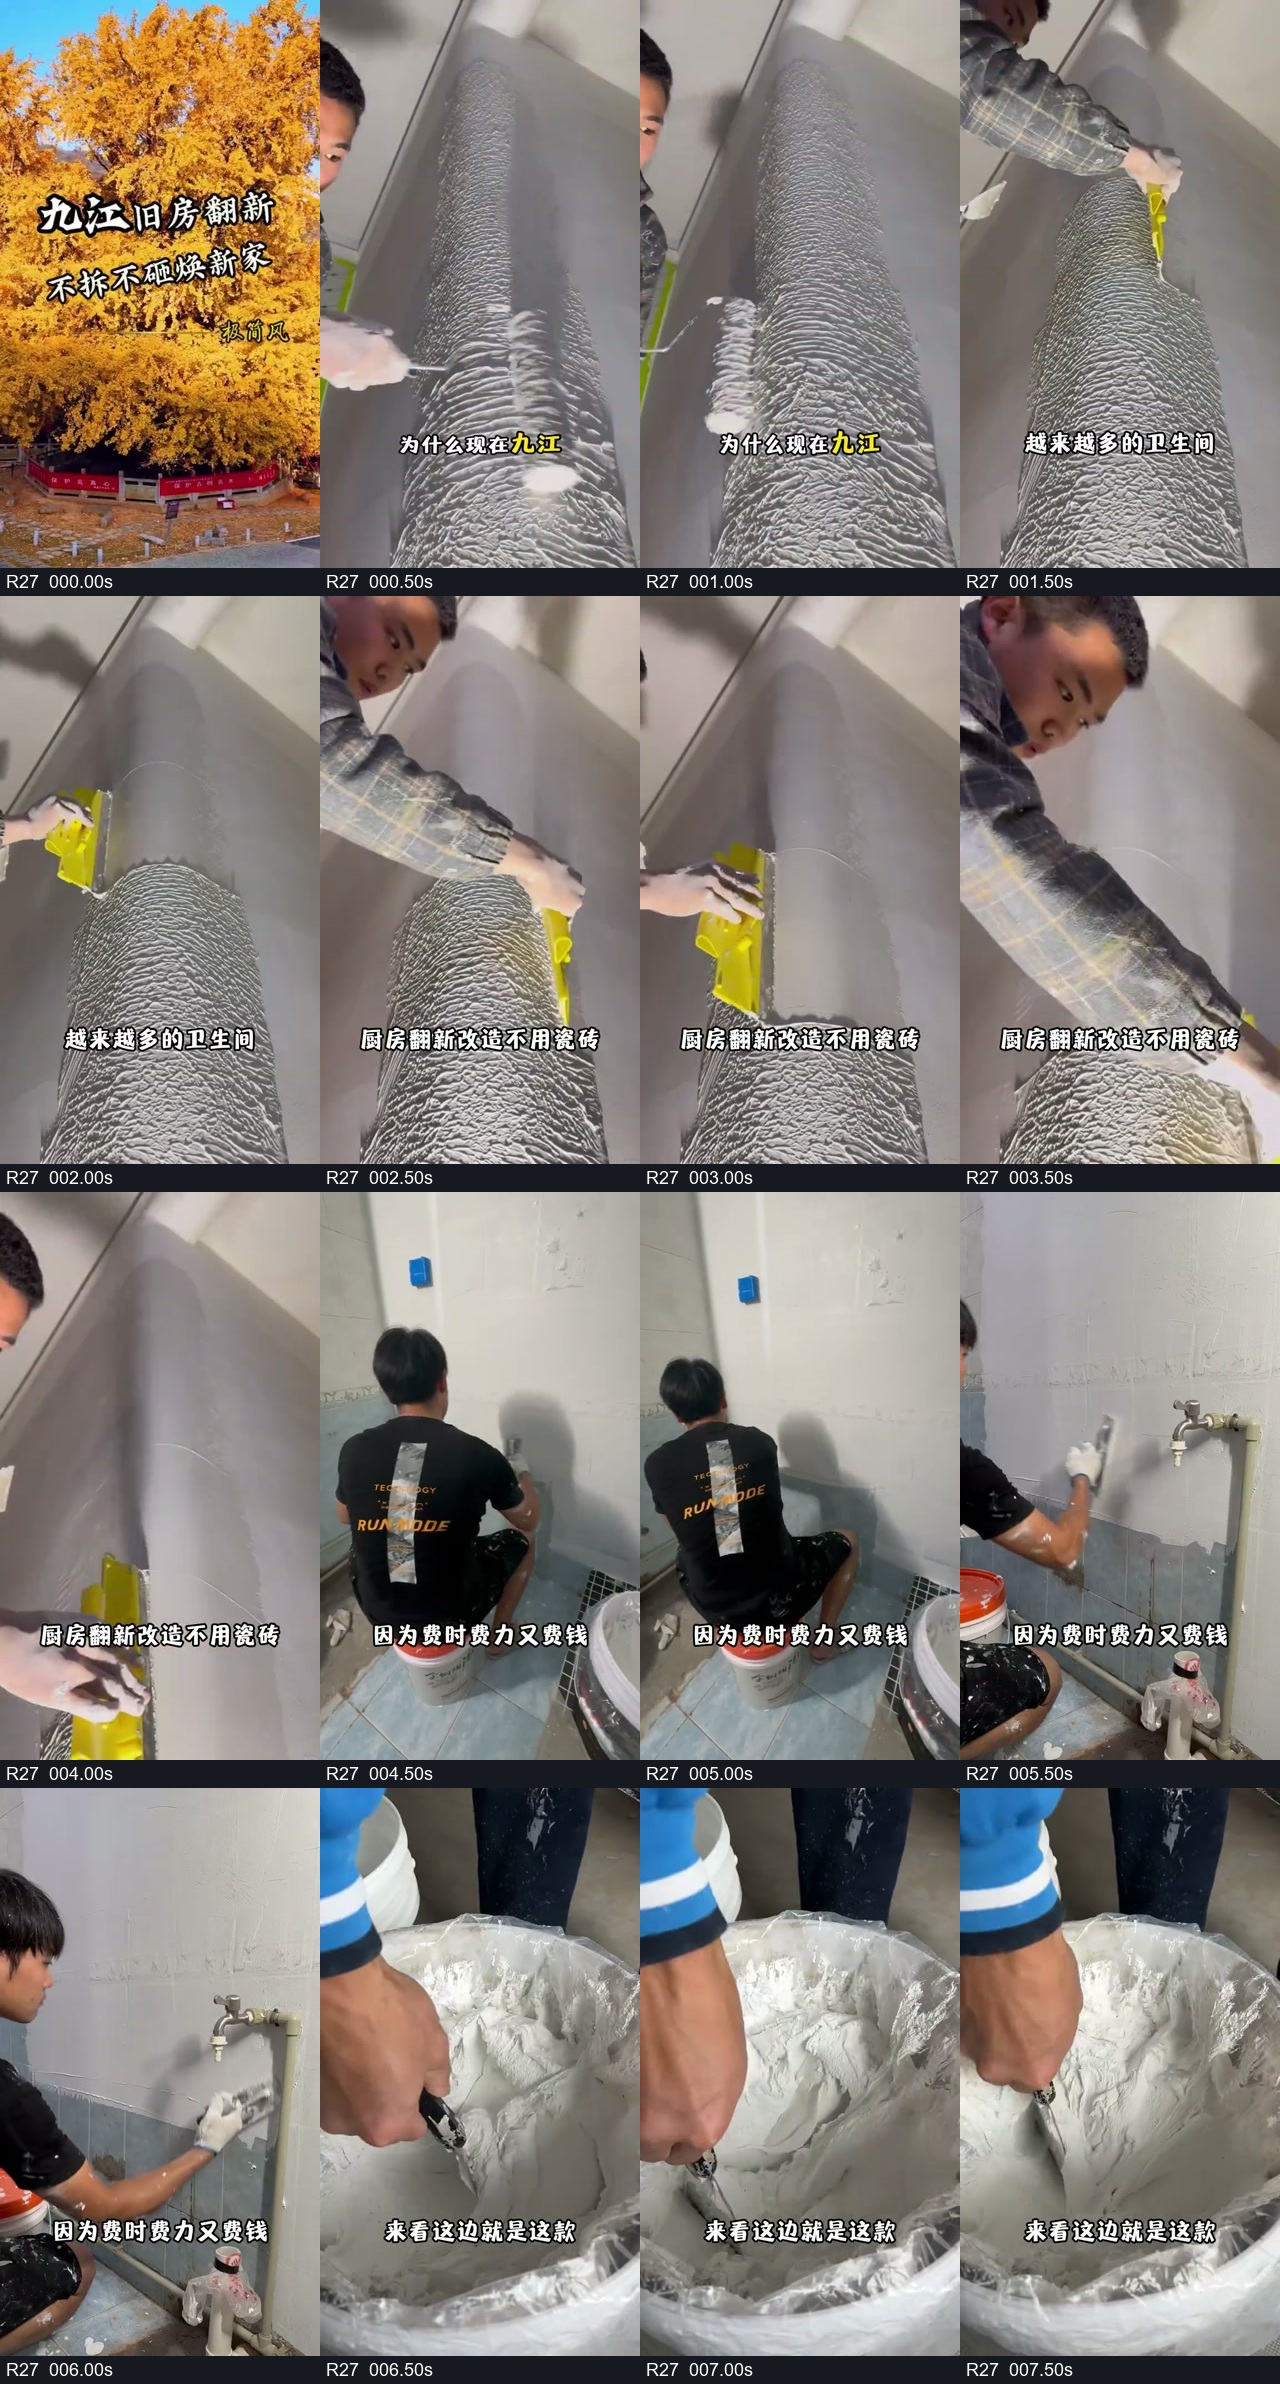 九江旧房翻新
不拆不砸焕新家
极简风
R27 000.00s
为什么现在九江
R27 000.50s
为什么现在九江
R27 001.00s
越来越多的卫生间
R27 001.50s
越来越多的卫生间
R27 002.00s
厨房翻新改造不用瓷砖
R27 002.50s
厨房翻新改造不用瓷砖
R27 003.00s
厨房翻新改造不用瓷砖
R27 003.50s
厨房翻新改造不用瓷砖
R27 004.00s
TECHNOLOGY
RUN MODE
因为费时费力又费钱
R27 004.50s
RUN MODE
因为费时费力又费钱
R27 005.00s
因为费时费力又费钱
R27 005.50s
因为费时费力又费钱
R27 006.00s
来看这边就是这款
R27 006.50s
来看这边就是这款
R27 007.00s
来看这边就是这款
R27 007.50s